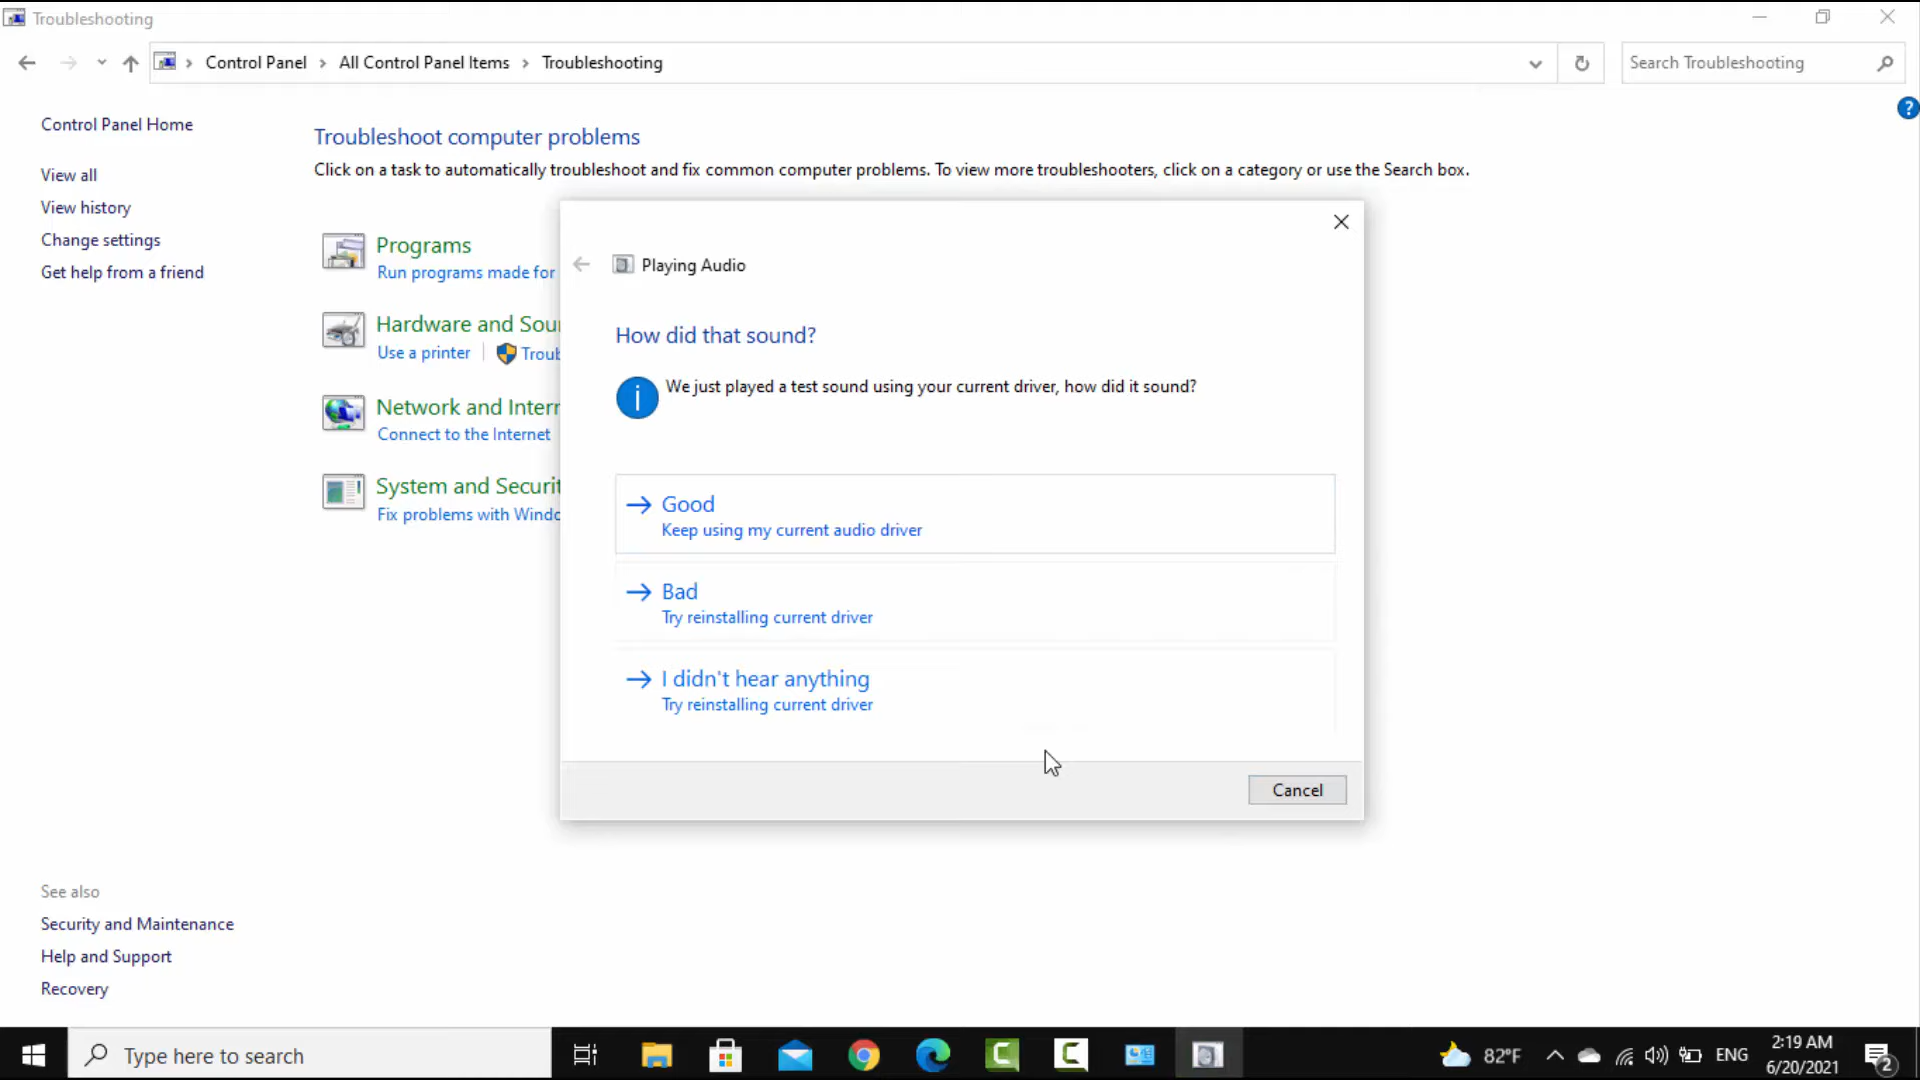 Troubleshooting
Control Panel › All Control Panel Items › Troubleshooting
Search Troubleshooting
?
Control Panel Home
View all
View history
Change settings
Get help from a friend
Troubleshoot computer problems
Click on a task to automatically troubleshoot and fix common computer problems. To view more troubleshooters, click on a category or use the Search box.
Programs
Run programs made for
Hardware and Sou
Use a printer
Troub
Network and Intern
Connect to the Internet
System and Securit
Fix problems with Windo
Playing Audio
How did that sound?
i
We just played a test sound using your current driver, how did it sound?
Good
Keep using my current audio driver
Bad
Try reinstalling current driver
I didn't hear anything
Try reinstalling current driver
Cancel
See also
Security and Maintenance
Help and Support
Recovery
Type here to search
82°F
ENG
2:19 AM
6/20/2021
2